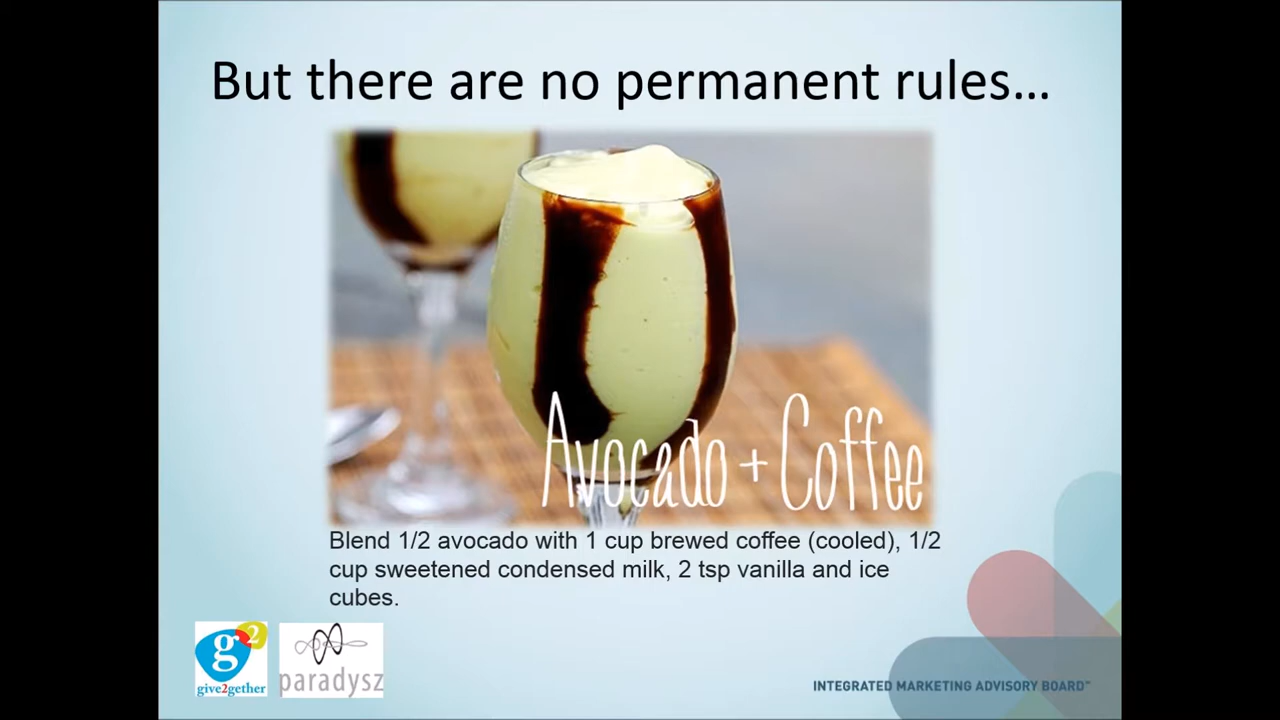 But there are no permanent rules…
Avocado + Coffee
Blend 1/2 avocado with 1 cup brewed coffee (cooled), 1/2
cup sweetened condensed milk, 2 tsp vanilla and ice
cubes.
g2
give2gether
paradysz
INTEGRATED MARKETING ADVISORY BOARD™